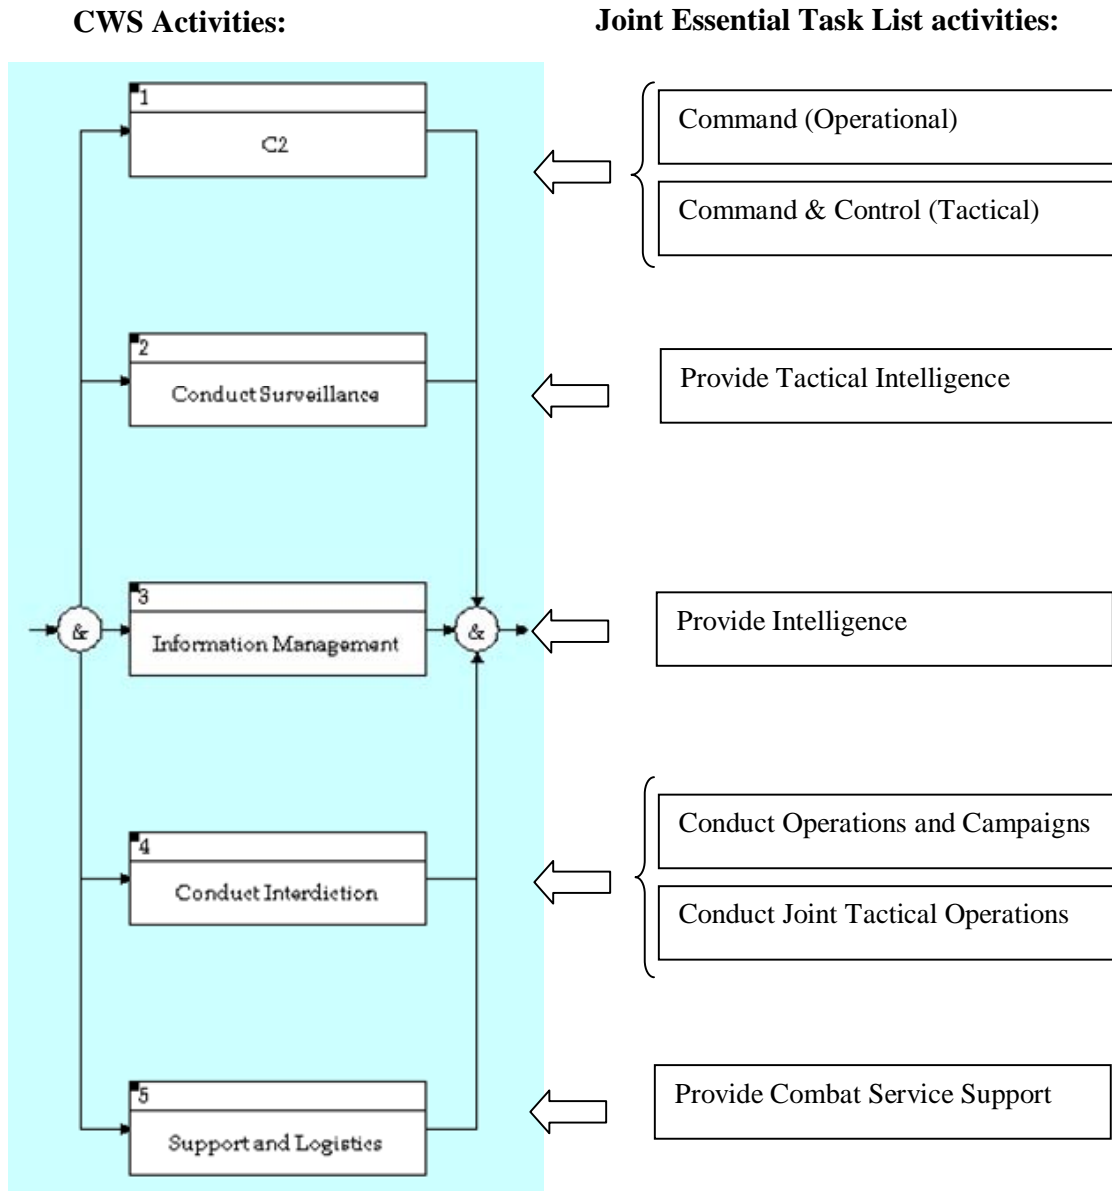 CWS Activities:
Joint Essential Task List activities:
1
C2
Command (Operational)
Command & Control (Tactical)
2
Conduct Surveillance
Provide Tactical Intelligence
&
3
Information Management
&
Provide Intelligence
4
Conduct Interdiction
Conduct Operations and Campaigns
Conduct Joint Tactical Operations
5
Support and Logistics
Provide Combat Service Support